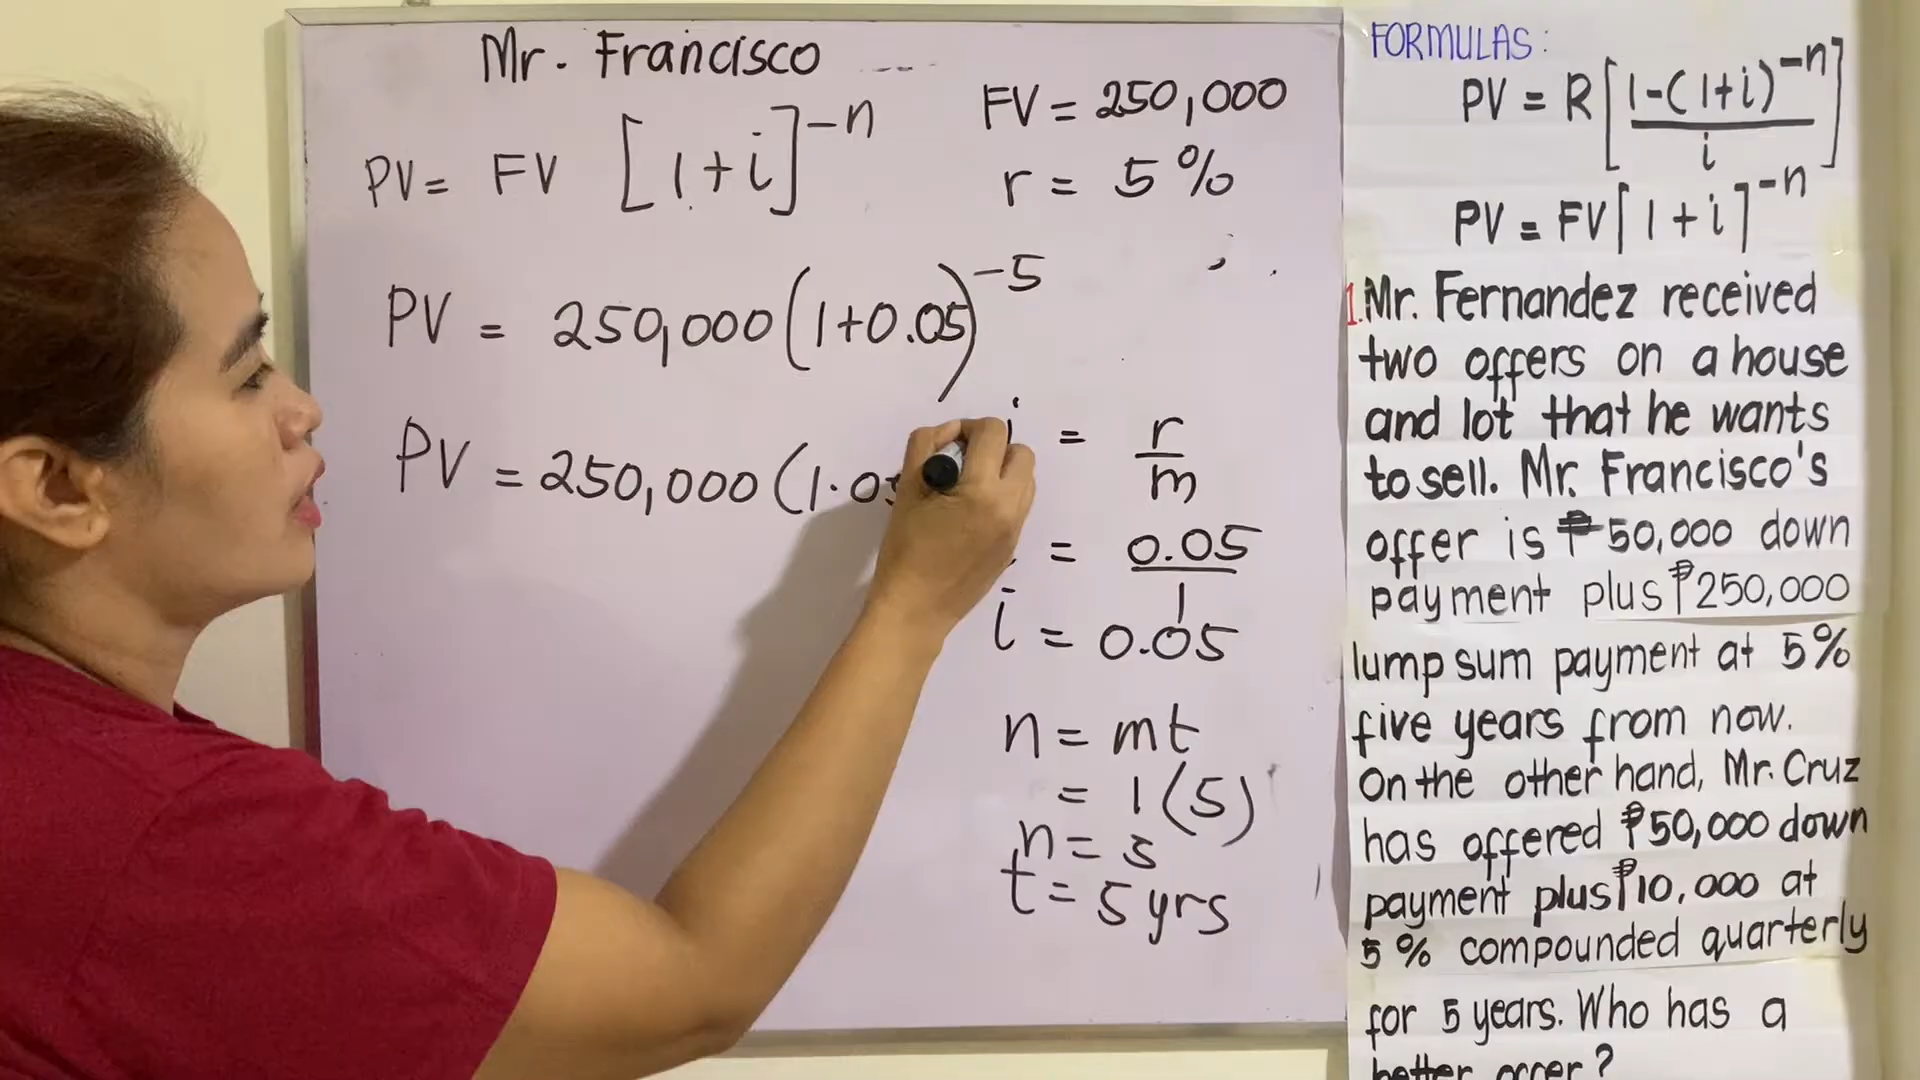 Mr. Francisco
PV = FV [1+i]^-n
FV = 250,000
r = 5%
PV = 250,000 (1+0.05)^-5
PV = 250,000 (1.05
i = r/m
= 0.05/1
i = 0.05
n = mt
= 1(5)
n = 5
t = 5 yrs
FORMULAS:
PV = R[1-(1+i)^-n/i]
PV = FV[1+i]^-n
1. Mr. Fernandez received
two offers on a house
and lot that he wants
to sell. Mr. Francisco's
offer is ₱50,000 down
payment plus ₱250,000
lump sum payment at 5%
five years from now.
On the other hand, Mr. Cruz
has offered ₱50,000 down
payment plus ₱10,000 at
5% compounded quarterly
for 5 years. Who has a
better offer?